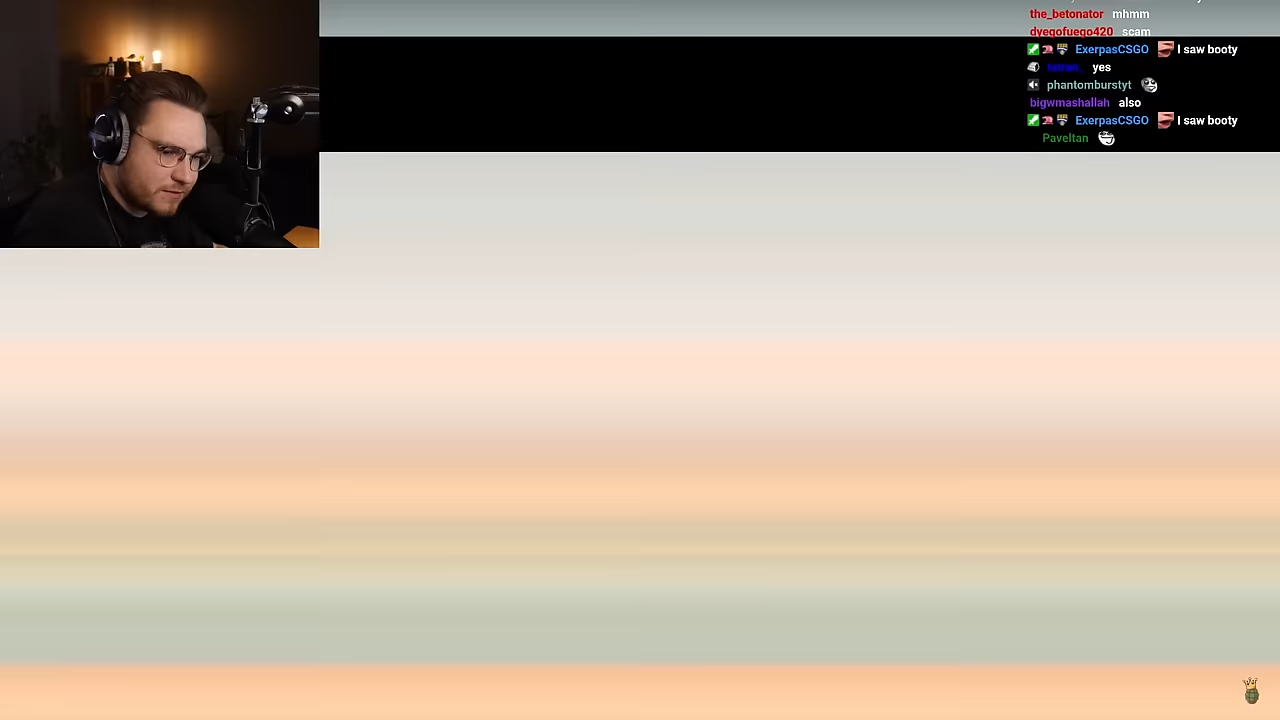 the_betonator mhmm
dyegofuego420 scam
ExerpasCSGO I saw booty
yes
phantomburstyt
bigwmashallah also
ExerpasCSGO I saw booty
Paveltan